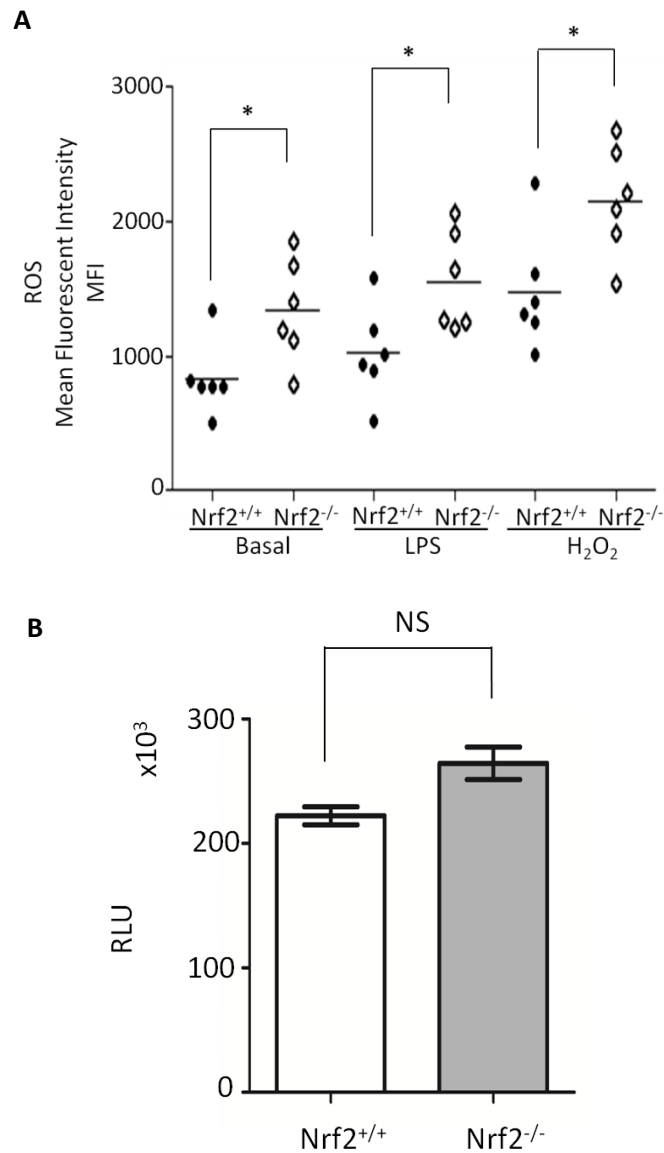 A
*
*
*
3000
2000
1000
0
ROS
Mean Fluorescent Intensity
MFI
Nrf2⁺/⁺ Nrf2⁻/⁻ Nrf2⁺/⁺ Nrf2⁻/⁻ Nrf2⁺/⁺ Nrf2⁻/⁻
Basal LPS H₂O₂
B
NS
x10³
300
200
100
0
RLU
Nrf2⁺/⁺ Nrf2⁻/⁻